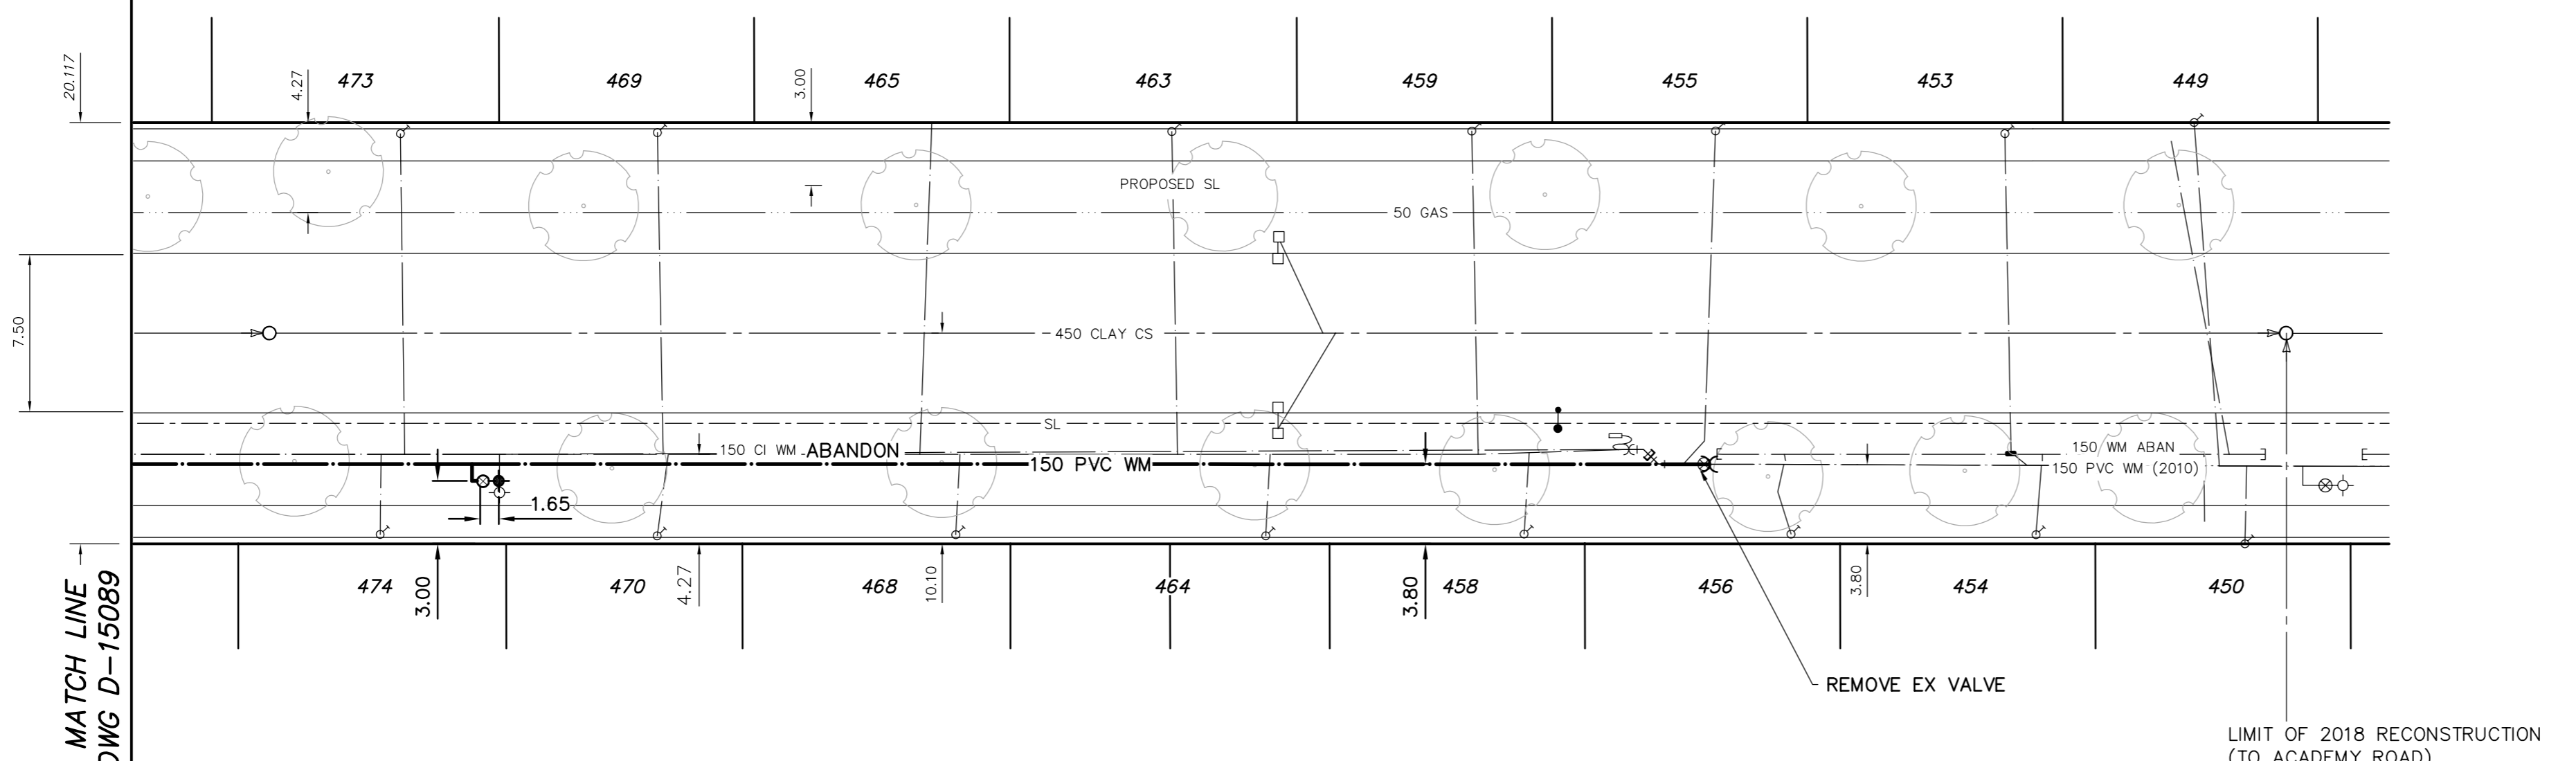 20.117
4.27
473
469
465
3.00
463
459
455
453
449
PROPOSED SL
50 GAS
7.50
450 CLAY CS
SL
150 CI WM ABANDON
150 PVC WM
150 WM ABAN
150 PVC WM (2010)
1.65
MATCH LINE
DWG D-15089
474
3.00
470
4.27
468
10.10
464
3.80
458
456
3.80
454
450
REMOVE EX VALVE
LIMIT OF 2018 RECONSTRUCTION
(TO ACADEMY ROAD)